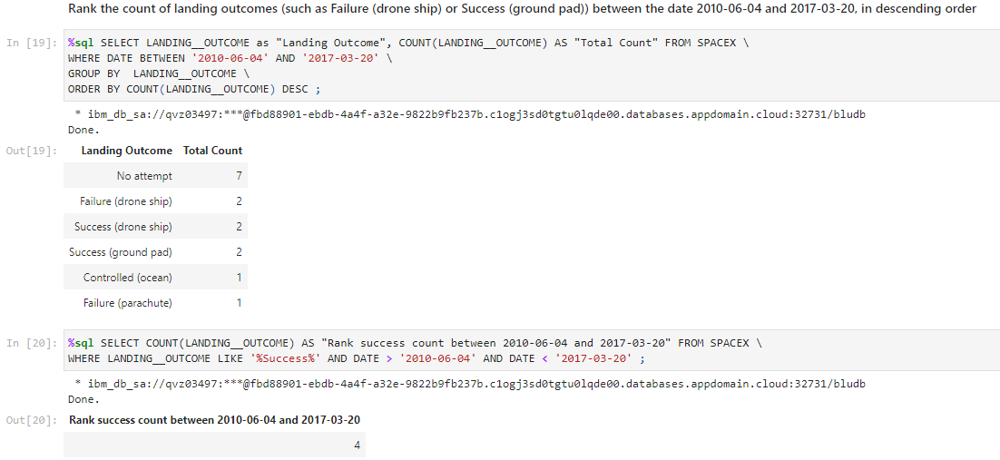 Rank the count of landing outcomes (such as Failure (drone ship) or Success (ground pad)) between the date 2010-06-04 and 2017-03-20, in descending order
In [19]: %sql SELECT LANDING__OUTCOME as "Landing Outcome", COUNT(LANDING__OUTCOME) AS "Total Count" FROM SPACEX \
WHERE DATE BETWEEN '2010-06-04' AND '2017-03-20' \
GROUP BY  LANDING__OUTCOME \
ORDER BY COUNT(LANDING__OUTCOME) DESC ;
* ibm_db_sa://qvz03497:***@fbd88901-ebdb-4a4f-a32e-9822b9fb237b.c1ogj3sd0tgtu0lqde00.databases.appdomain.cloud:32731/bludb
Done.
Out[19]: Landing Outcome Total Count
No attempt 7
Failure (drone ship) 2
Success (drone ship) 2
Success (ground pad) 2
Controlled (ocean) 1
Failure (parachute) 1
In [20]: %sql SELECT COUNT(LANDING__OUTCOME) AS "Rank success count between 2010-06-04 and 2017-03-20" FROM SPACEX \
WHERE LANDING__OUTCOME LIKE '%Success%' AND DATE > '2010-06-04' AND DATE < '2017-03-20' ;
* ibm_db_sa://qvz03497:***@fbd88901-ebdb-4a4f-a32e-9822b9fb237b.c1ogj3sd0tgtu0lqde00.databases.appdomain.cloud:32731/bludb
Done.
Out[20]: Rank success count between 2010-06-04 and 2017-03-20
4